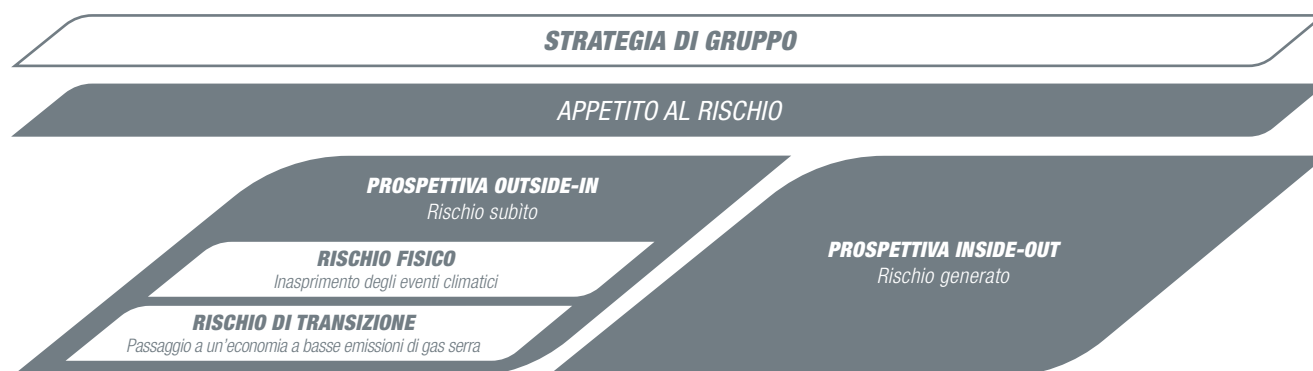 STRATEGIA DI GRUPPO
APPETITO AL RISCHIO
PROSPETTIVA OUTSIDE-IN
Rischio subìto
RISCHIO FISICO
Inasprimento degli eventi climatici
RISCHIO DI TRANSIZIONE
Passaggio a un'economia a basse emissioni di gas serra
PROSPETTIVA INSIDE-OUT
Rischio generato